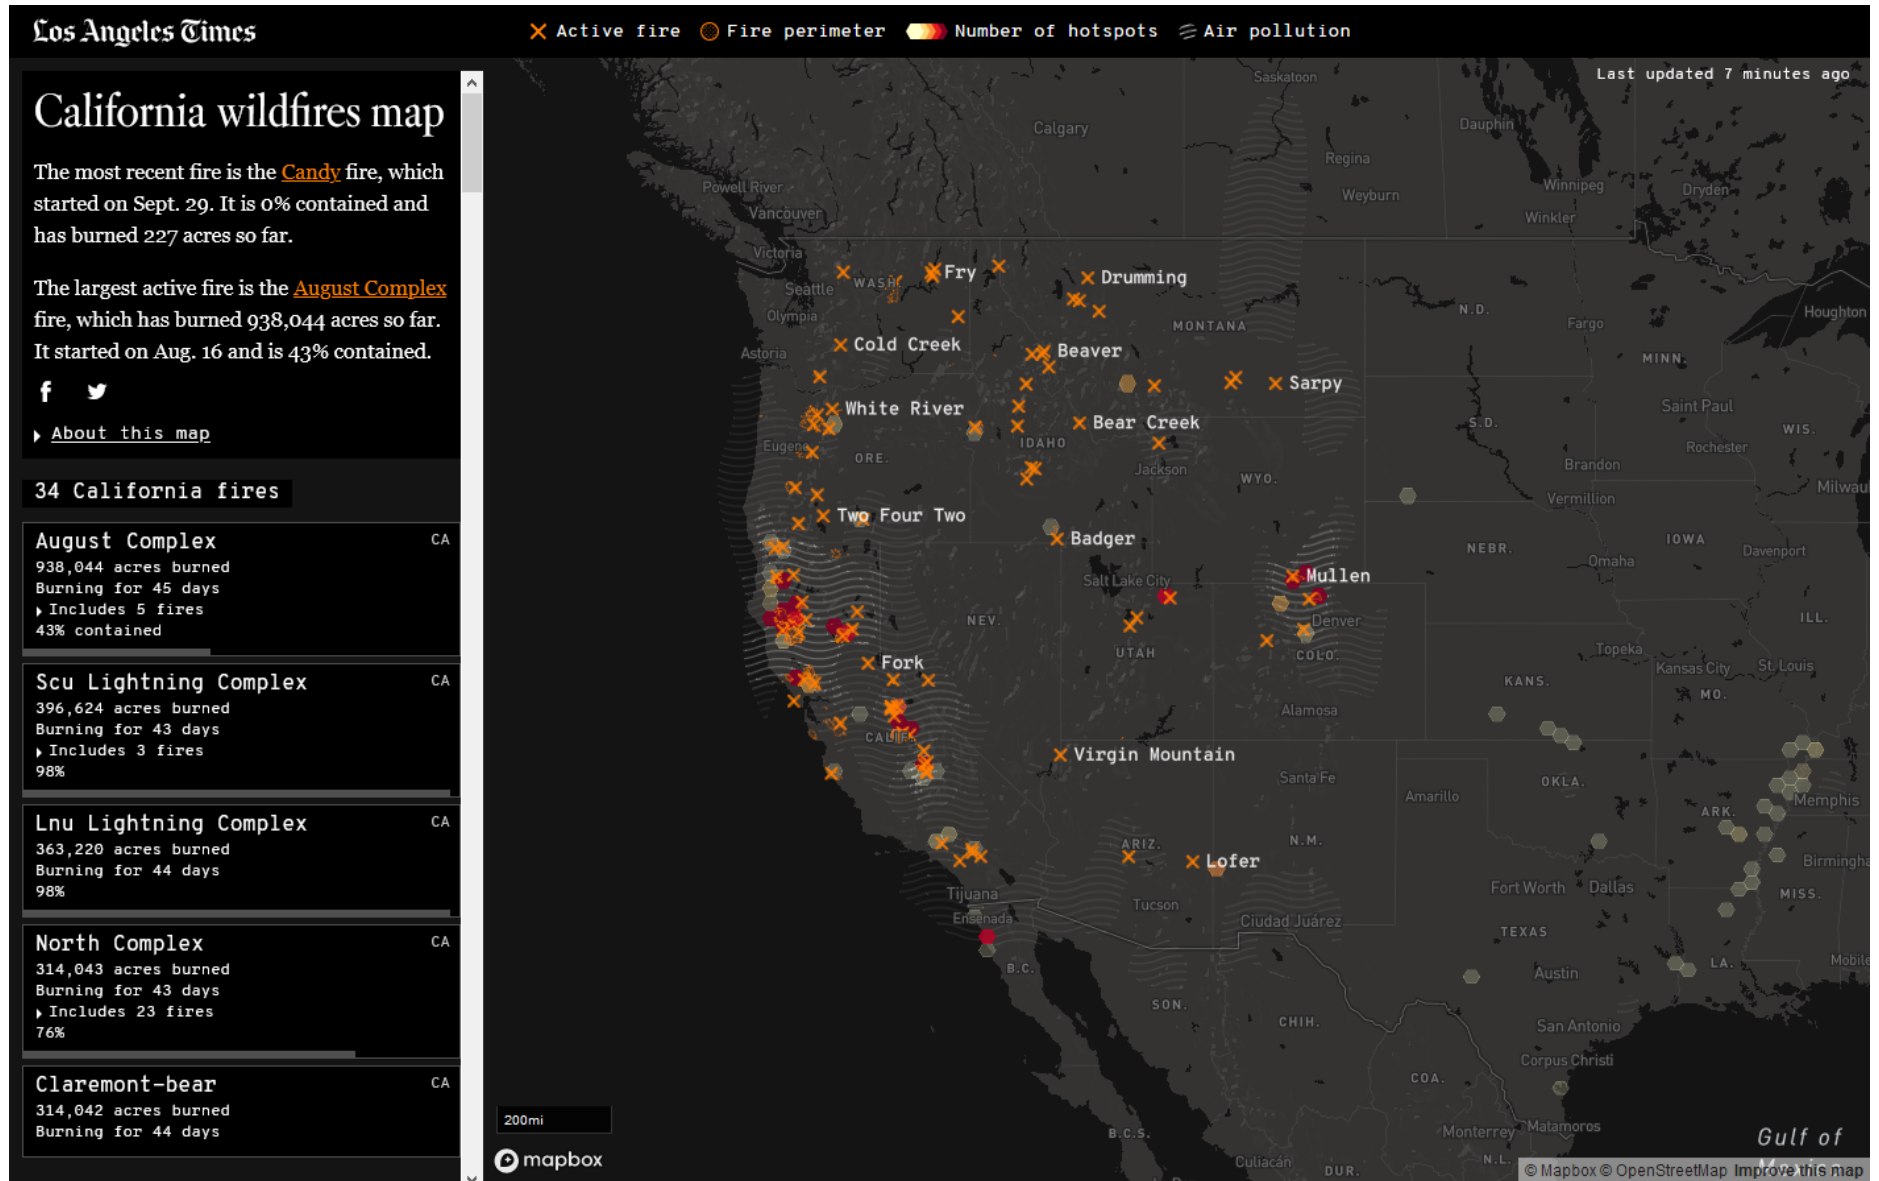 Los Angeles Times
Active fire
Fire perimeter
Number of hotspots
Air pollution
Last updated 7 minutes ago
California wildfires map
The most recent fire is the Candy fire, which
started on Sept. 29. It is 0% contained and
has burned 227 acres so far.
The largest active fire is the August Complex
fire, which has burned 938,044 acres so far.
It started on Aug. 16 and is 43% contained.
About this map
34 California fires
August Complex CA
938,044 acres burned
Burning for 45 days
Includes 5 fires
43% contained
Scu Lightning Complex CA
396,624 acres burned
Burning for 43 days
Includes 3 fires
98%
Lnu Lightning Complex CA
363,220 acres burned
Burning for 44 days
98%
North Complex CA
314,043 acres burned
Burning for 43 days
Includes 23 fires
76%
Claremont-bear CA
314,042 acres burned
Burning for 44 days
Saskatoon
Calgary
Dauphin
Regina
Powell River
Weyburn
Winnipeg
Dryden
Vancouver
Winkler
Victoria
Fry
Drumming
Seattle
WASH.
Olympia
MONTANA
N.D.
Fargo
Houghton
Astoria
Cold Creek
Beaver
MINN.
Sarpy
White River
Bear Creek
Saint Paul
Eugene
ORE.
IDAHO
Jackson
WYO.
S.D.
WIS.
Rochester
Brandon
Vermillion
Milwau
Two Four Two
Badger
NEBR.
IOWA
Davenport
Omaha
Salt Lake City
Mullen
NEV.
Denver
ILL.
UTAH
COLO.
Topeka
Kansas City
St. Louis
Fork
KANS.
MO.
Alamosa
CALIF.
Virgin Mountain
Santa Fe
Amarillo
OKLA.
ARK.
Memphis
ARIZ.
N.M.
Lofer
Birmingha
Tijuana
Ensenada
Tucson
Ciudad Juárez
Fort Worth
Dallas
MISS.
TEXAS
B.C.
Austin
LA.
Mobile
SON.
CHIH.
San Antonio
Corpus Christi
COA.
200mi
B.C.S.
Monterrey
Matamoros
Gulf of
Mexico
mapbox
Culiacán
DUR.
N.L.
© Mapbox © OpenStreetMap Improve this map